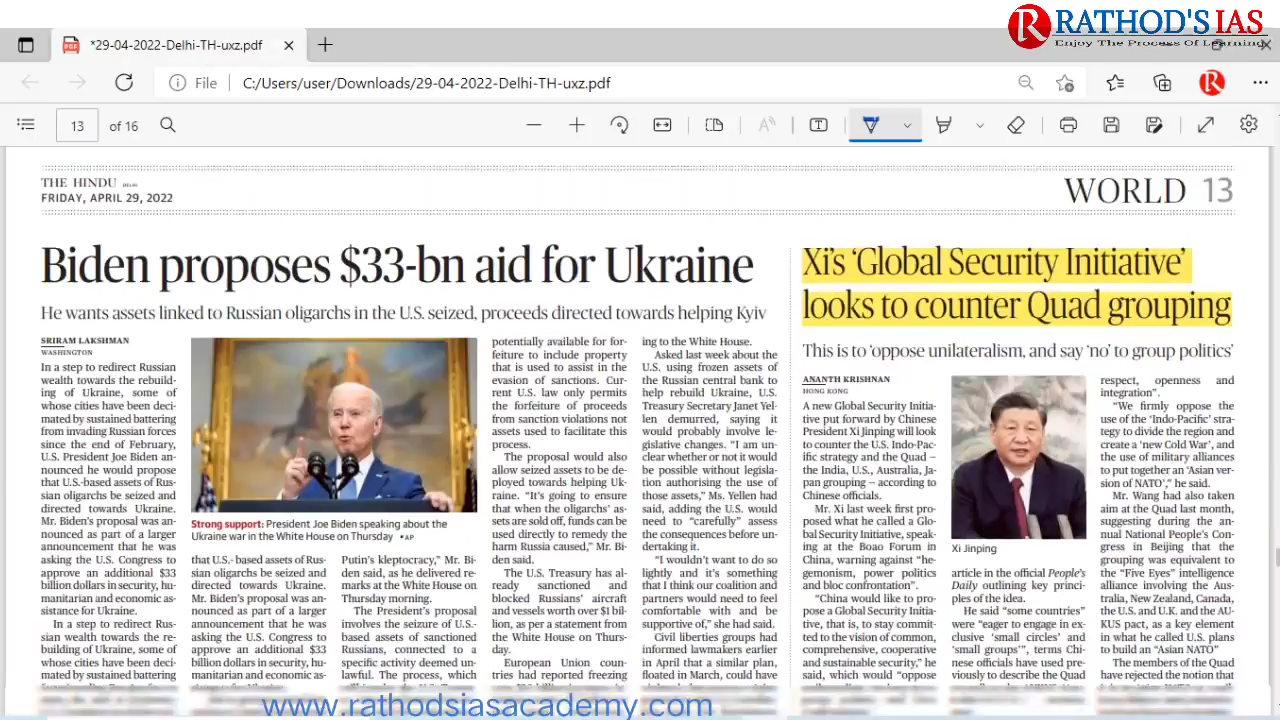 RATHOD'S IAS
Enjoy The Process Of Learning
*29-04-2022-Delhi-TH-uxz.pdf
File
C:/Users/user/Downloads/29-04-2022-Delhi-TH-uxz.pdf
13 of 16
THE HINDU DELHI
FRIDAY, APRIL 29, 2022
WORLD 13
Biden proposes $33-bn aid for Ukraine
He wants assets linked to Russian oligarchs in the U.S. seized, proceeds directed towards helping Kyiv
SRIRAM LAKSHMAN
WASHINGTON
In a step to redirect Russian
wealth towards the rebuild-
ing of Ukraine, some of
whose cities have been deci-
mated by sustained battering
from invading Russian forces
since the end of February,
U.S. President Joe Biden an-
nounced he would propose
that U.S.-based assets of Rus-
sian oligarchs be seized and
directed towards Ukraine.
Mr. Biden's proposal was an-
nounced as part of a larger
announcement that he was
asking the U.S. Congress to
approve an additional $33
billion dollars in security, hu-
manitarian and economic as-
sistance for Ukraine.
In a step to redirect Rus-
sian wealth towards the re-
building of Ukraine, some of
whose cities have been deci-
mated by sustained battering
Strong support: President Joe Biden speaking about the
Ukraine war in the White House on Thursday •AP
that U.S.- based assets of Rus-
sian oligarchs be seized and
directed towards Ukraine.
Mr. Biden's proposal was an-
nounced as part of a larger
announcement that he was
asking the U.S. Congress to
approve an additional $33
billion dollars in security, hu-
manitarian and economic as-
Putin's kleptocracy," Mr. Bi-
den said, as he delivered re-
marks at the White House on
Thursday morning.
The President's proposal
involves the seizure of U.S.-
based assets of sanctioned
Russians, connected to a
specific activity deemed un-
lawful. The process, which
potentially available for for-
feiture to include property
that is used to assist in the
evasion of sanctions. Cur-
rent U.S. law only permits
the forfeiture of proceeds
from sanction violations not
assets used to facilitate this
process.
The proposal would also
allow seized assets to be de-
ployed towards helping Uk-
raine. "It's going to ensure
that when the oligarchs' as-
sets are sold off, funds can be
used directly to remedy the
harm Russia caused," Mr. Bi-
den said.
The U.S. Treasury has al-
ready sanctioned and
blocked Russians' aircraft
and vessels worth over $1 bil-
lion, as per a statement from
the White House on Thurs-
day.
European Union coun-
tries had reported freezing
ing to the White House.
Asked last week about the
U.S. using frozen assets of
the Russian central bank to
help rebuild Ukraine, U.S.
Treasury Secretary Janet Yel-
len demurred, saying it
would probably involve le-
gislative changes. "I am un-
clear whether or not it would
be possible without legisla-
tion authorising the use of
those assets," Ms. Yellen had
said, adding the U.S. would
need to "carefully" assess
the consequences before un-
dertaking it.
"I wouldn't want to do so
lightly and it's something
that I think our coalition and
partners would need to feel
comfortable with and be
supportive of," she had said.
Civil liberties groups had
informed lawmakers earlier
in April that a similar plan,
floated in March, could have
Xi's 'Global Security Initiative'
looks to counter Quad grouping
This is to 'oppose unilateralism, and say 'no' to group politics'
ANANTH KRISHNAN
HONG KONG
A new Global Security Initia-
tive put forward by Chinese
President Xi Jinping will look
to counter the U.S. Indo-Pac-
ific strategy and the Quad –
the India, U.S., Australia, Ja-
pan grouping – according to
Chinese officials.
Mr. Xi last week first pro-
posed what he called a Glo-
bal Security Initiative, speak-
ing at the Boao Forum in
China, warning against "he-
gemonism, power politics
and bloc confrontation".
"China would like to pro-
pose a Global Security Initia-
tive, that is, to stay commit-
ted to the vision of common,
comprehensive, cooperative
and sustainable security," he
said, which would "oppose
Xi Jinping
article in the official People's
Daily outlining key princi-
ples of the idea.
He said "some countries"
were "eager to engage in ex-
clusive 'small circles' and
'small groups'", terms Chi-
nese officials have used pre-
viously to describe the Quad
respect, openness and
integration".
"We firmly oppose the
use of the 'Indo-Pacific' strat-
egy to divide the region and
create a 'new Cold War', and
the use of military alliances
to put together an 'Asian ver-
sion of NATO'," he said.
Mr. Wang had also taken
aim at the Quad last month,
suggesting during the an-
nual National People's Con-
gress in Beijing that the
grouping was equivalent to
the "Five Eyes" intelligence
alliance involving the Aus-
tralia, New Zealand, Canada,
the U.S. and U.K. and the AU-
KUS pact, as a key element
in what he called U.S. plans
to build an "Asian NATO"
The members of the Quad
have rejected the notion that
www.rathodsiasacademy.com